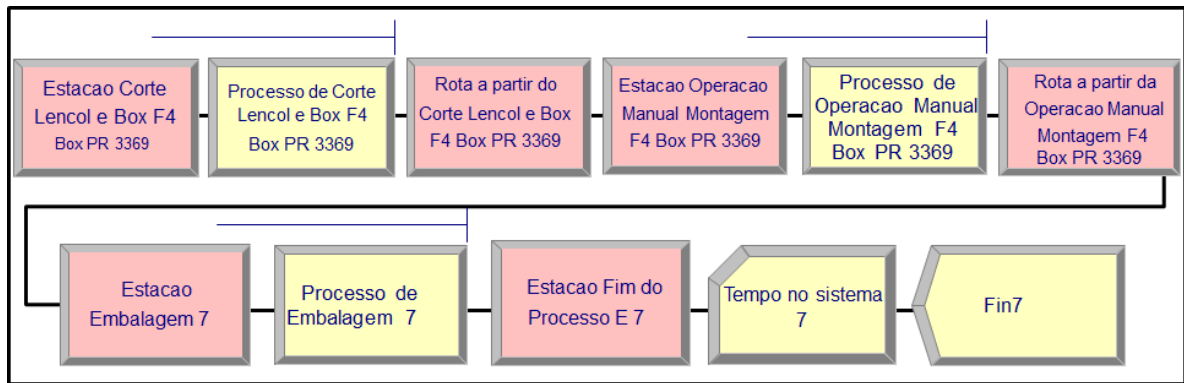 Estacao Corte
Lencol e Box F4
Box PR 3369
Processo de Corte
Lencol e Box F4
Box PR 3369
Rota a partir do
Corte Lencol e Box
F4 Box PR 3369
Estacao Operacao
Manual Montagem
F4 Box PR 3369
Processo de
Operacao Manual
Montagem F4
Box PR 3369
Rota a partir da
Operacao Manual
Montagem F4
Box PR 3369
Estacao
Embalagem 7
Processo de
Embalagem 7
Estacao Fim do
Processo E 7
Tempo no sistema
7
Fin7